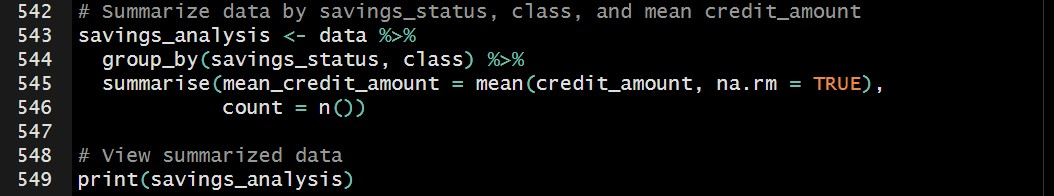 542 # Summarize data by savings_status, class, and mean credit_amount
543 savings_analysis <- data %>%
544   group_by(savings_status, class) %>%
545   summarise(mean_credit_amount = mean(credit_amount, na.rm = TRUE),
546             count = n())
547
548 # View summarized data
549 print(savings_analysis)